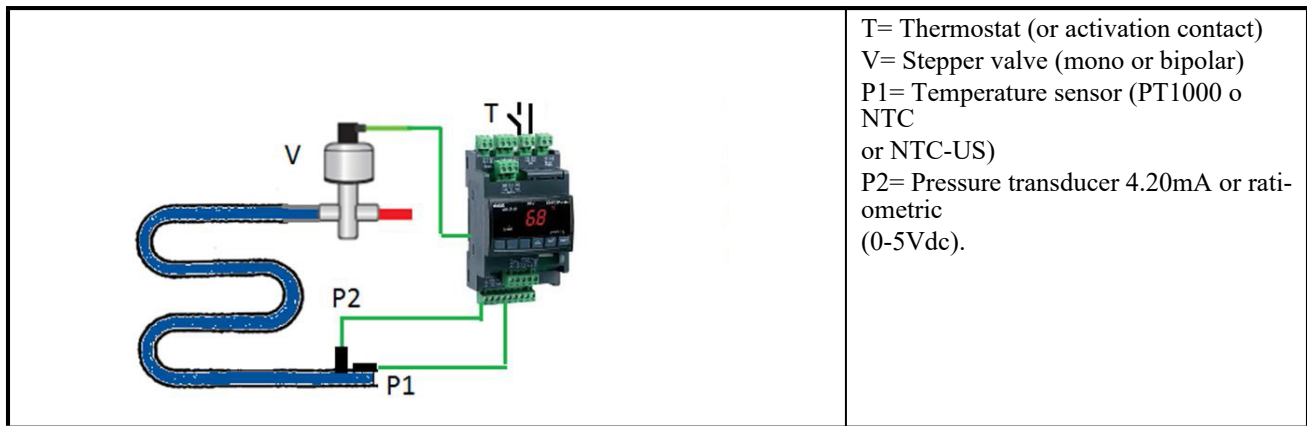 T= Thermostat (or activation contact)
V= Stepper valve (mono or bipolar)
P1= Temperature sensor (PT1000 o
NTC
or NTC-US)
P2= Pressure transducer 4.20mA or rati-
ometric
(0-5Vdc).
T
V
68
P2
P1